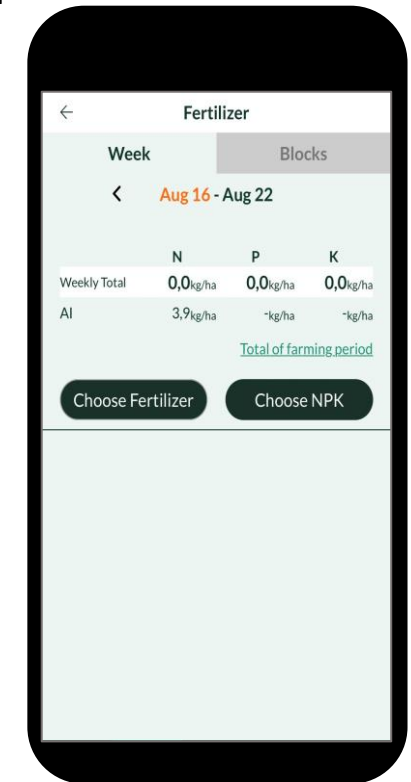 Fertilizer
Week Blocks
Aug 16 - Aug 22
N P K
Weekly Total 0,0kg/ha 0,0kg/ha 0,0kg/ha
AI 3,9kg/ha -kg/ha -kg/ha
Total of farming period
Choose Fertilizer Choose NPK